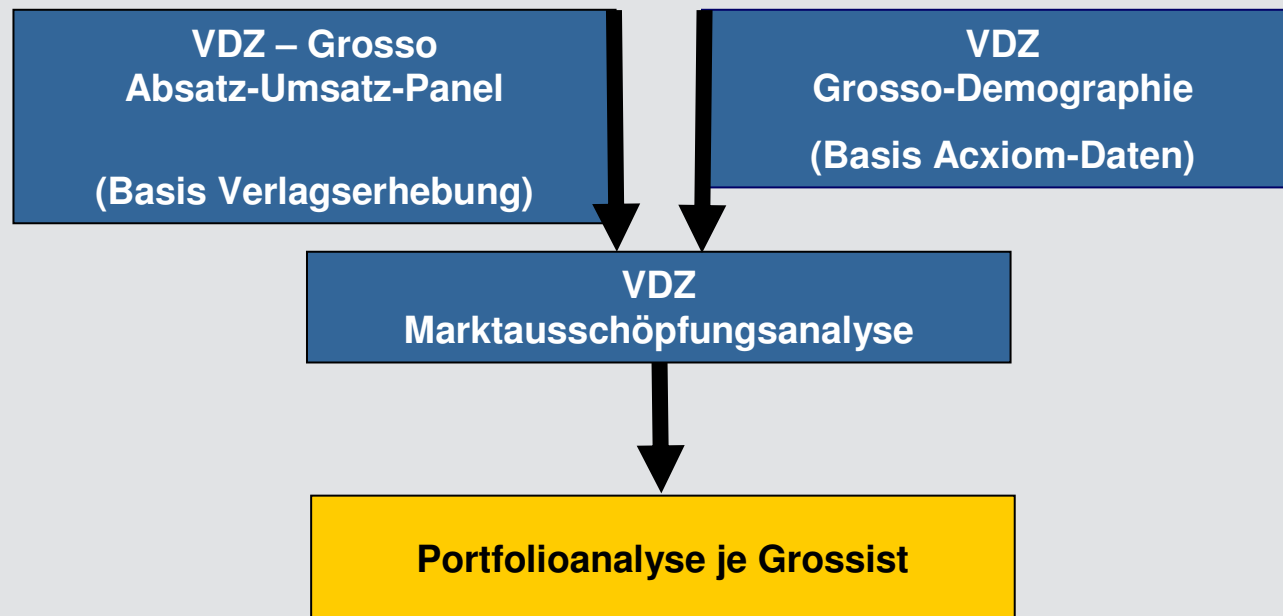 VDZ – Grosso
Absatz-Umsatz-Panel
(Basis Verlagserhebung)
VDZ
Grosso-Demographie
(Basis Acxiom-Daten)
VDZ
Marktausschöpfungsanalyse
Portfolioanalyse je Grossist